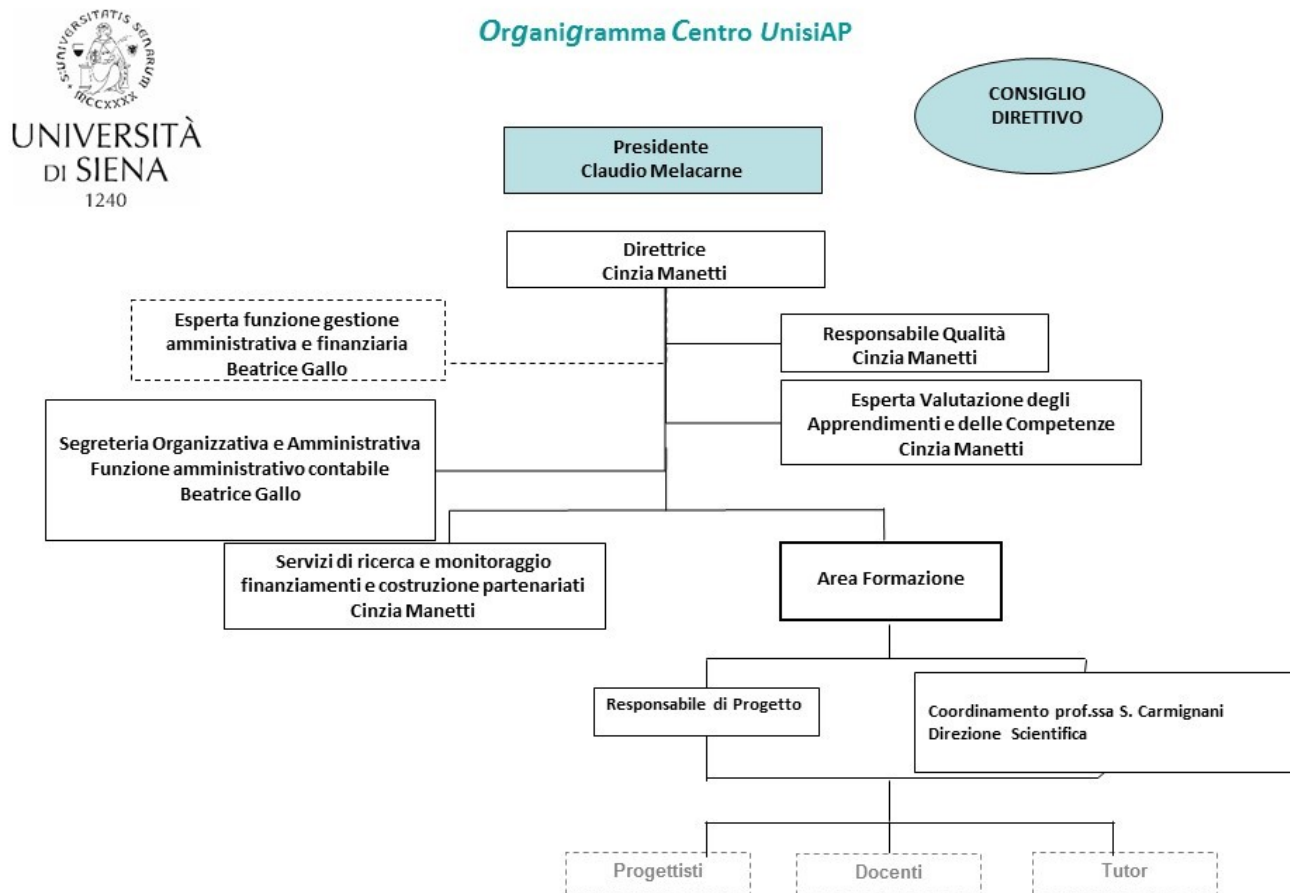 Organigramma Centro UnisiAP
S·UNIVERSITATIS SENARUM
MCCXXXX
UNIVERSITÀ
DI SIENA
1240
CONSIGLIO
DIRETTIVO
Presidente
Claudio Melacarne
Direttrice
Cinzia Manetti
Esperta funzione gestione
amministrativa e finanziaria
Beatrice Gallo
Responsabile Qualità
Cinzia Manetti
Esperta Valutazione degli
Apprendimenti e delle Competenze
Cinzia Manetti
Segreteria Organizzativa e Amministrativa
Funzione amministrativo contabile
Beatrice Gallo
Servizi di ricerca e monitoraggio
finanziamenti e costruzione partenariati
Cinzia Manetti
Area Formazione
Responsabile di Progetto
Coordinamento prof.ssa S. Carmignani
Direzione Scientifica
Progettisti
Docenti
Tutor